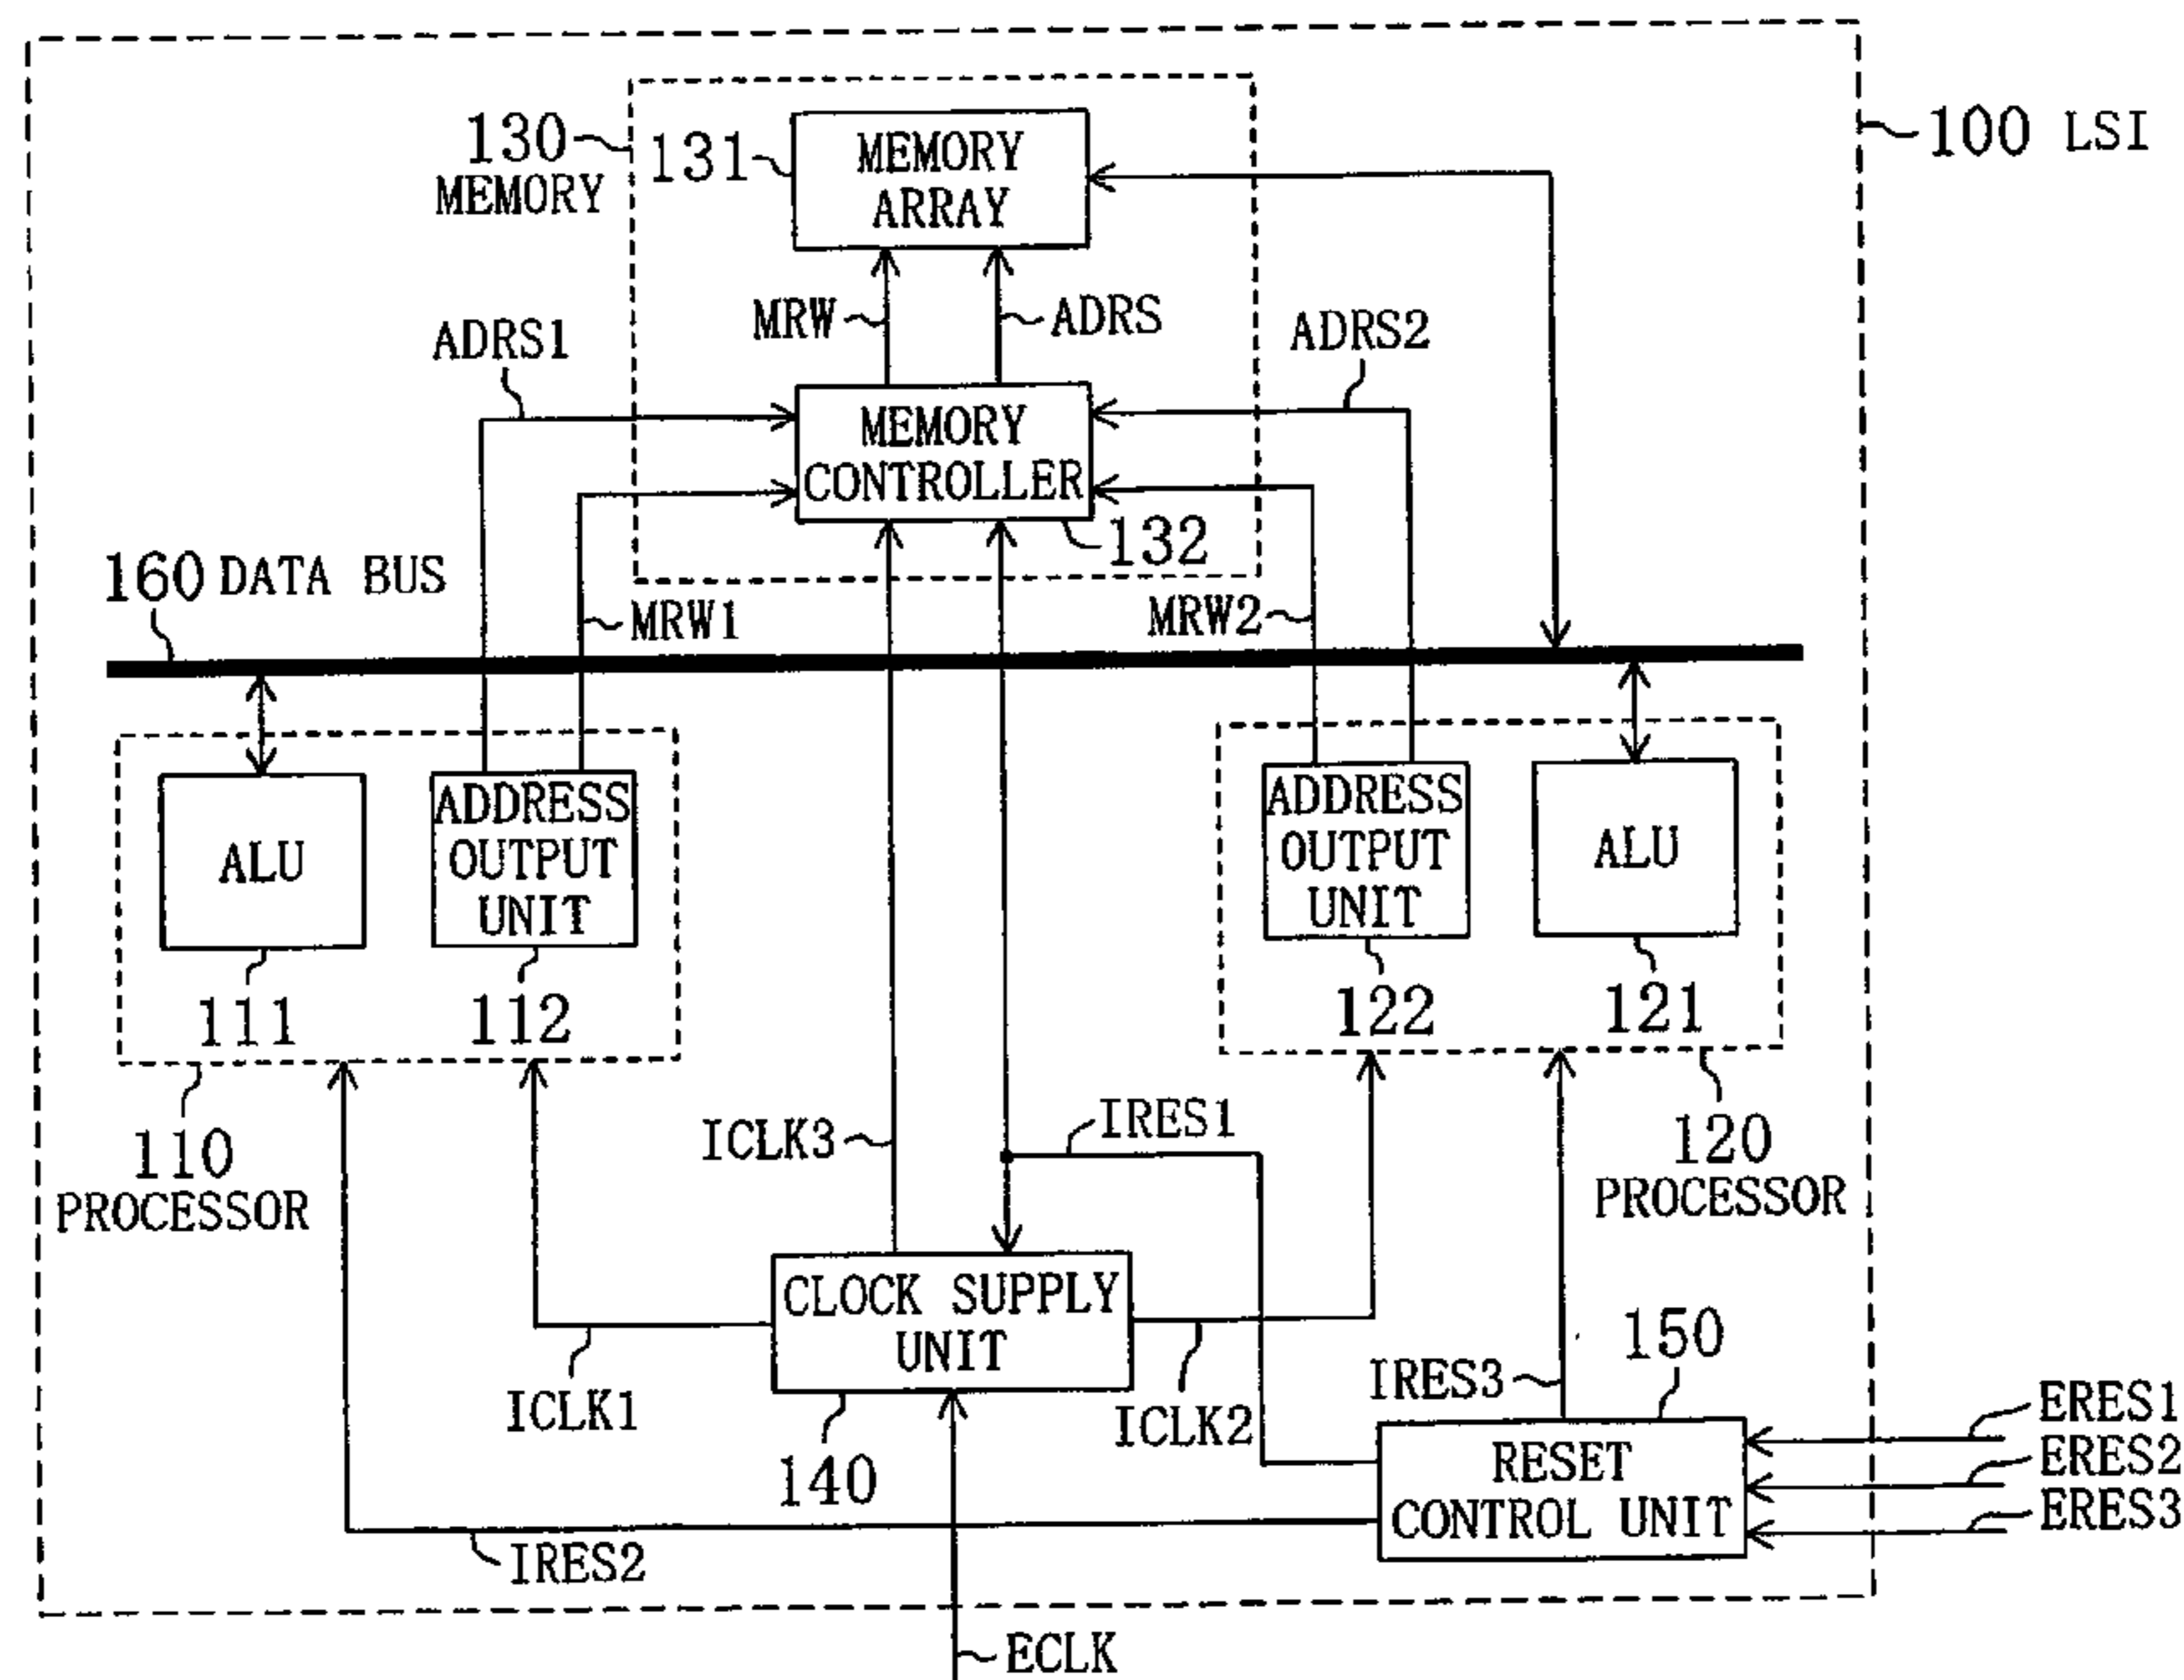 100 LSI
130
MEMORY
131
MEMORY
ARRAY
MRW
ADRS
ADRS1
ADRS2
MEMORY
CONTROLLER
132
160 DATA BUS
MRW1
MRW2
ALU
ADDRESS
OUTPUT
UNIT
ADDRESS
OUTPUT
UNIT
ALU
111
112
122
121
110
PROCESSOR
ICLK3
IRES1
120
PROCESSOR
CLOCK SUPPLY
UNIT
ICLK1
140
ICLK2
IRES3
150
RESET
CONTROL UNIT
ERES1
ERES2
ERES3
IRES2
ECLK